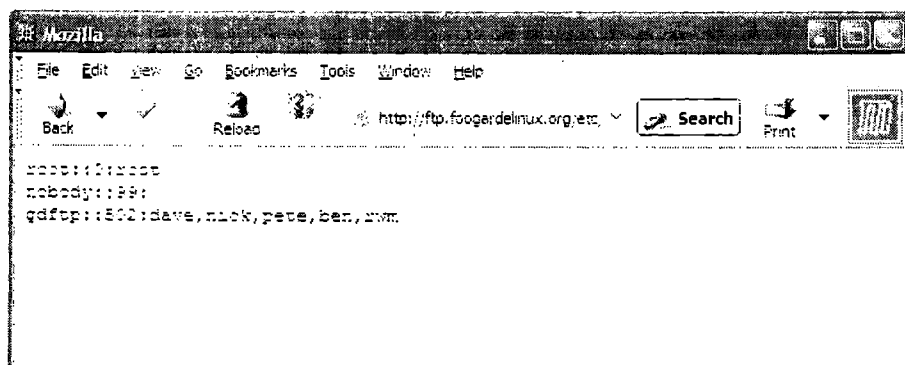 Mozilla
File Edit View Go Bookmarks Tools Window Help
Back Reload http://ftp.foogardelinux.org/etc, Search Print
root::0:root
nobody::99:
gdftp::502:dave,nick,pete,ben,rwm